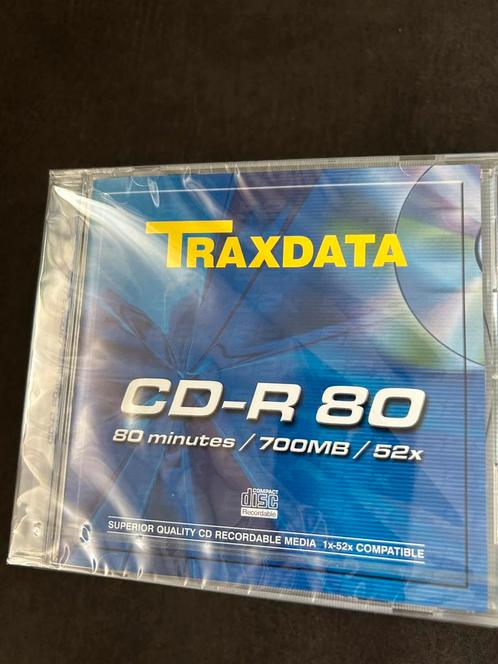 TRAXDATA
CD-R 80
80 minutes / 700MB / 52x
COMPACT
disc
Recordable
SUPERIOR QUALITY CD RECORDABLE MEDIA 1x-52x COMPATIBLE